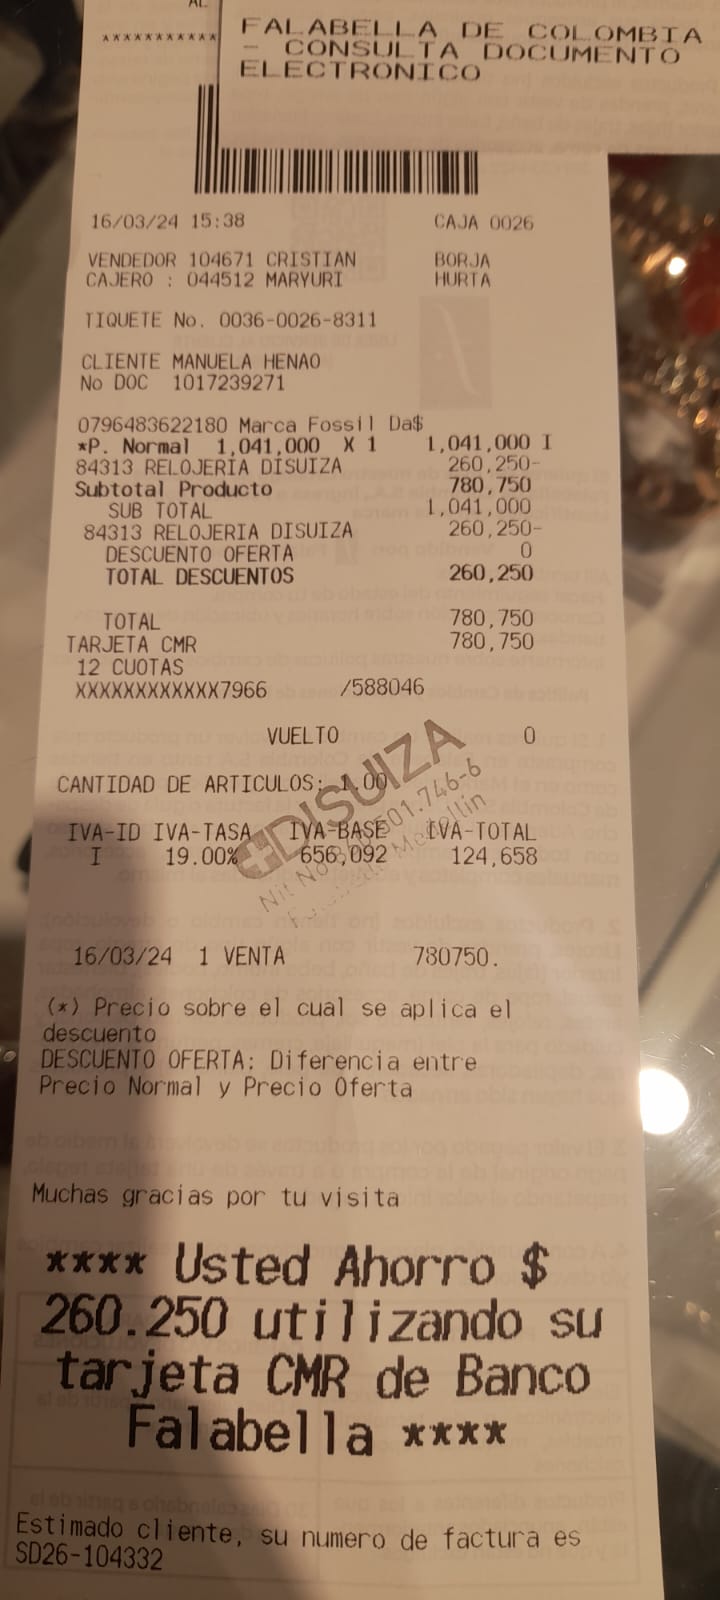 AL
***********
FALABELLA DE COLOMBIA
- CONSULTA DOCUMENTO
ELECTRONICO
16/03/24 15:38 CAJA 0026
VENDEDOR 104671 CRISTIAN BORJA
CAJERO : 044512 MARYURI HURTA
TIQUETE No. 0036-0026-8311
CLIENTE MANUELA HENAO
No DOC 1017239271
0796483622180 Marca Fossil Da$
*P. Normal 1,041,000 X 1 1,041,000 I
84313 RELOJERIA DISUIZA 260,250-
Subtotal Producto 780,750
SUB TOTAL 1,041,000
84313 RELOJERIA DISUIZA 260,250-
DESCUENTO OFERTA 0
TOTAL DESCUENTOS 260,250
TOTAL 780,750
TARJETA CMR 780,750
12 CUOTAS
XXXXXXXXXXXX7966 /588046
VUELTO 0
CANTIDAD DE ARTICULOS: 1.00
DISUIZA
Nit No 501.746-6
Medellín
IVA-ID IVA-TASA IVA-BASE IVA-TOTAL
I 19.00% 656,092 124,658
16/03/24 1 VENTA 780750.
(*) Precio sobre el cual se aplica el
descuento
DESCUENTO OFERTA: Diferencia entre
Precio Normal y Precio Oferta
Muchas gracias por tu visita
**** Usted Ahorro $
260.250 utilizando su
tarjeta CMR de Banco
Falabella ****
Estimado cliente, su numero de factura es
SD26-104332